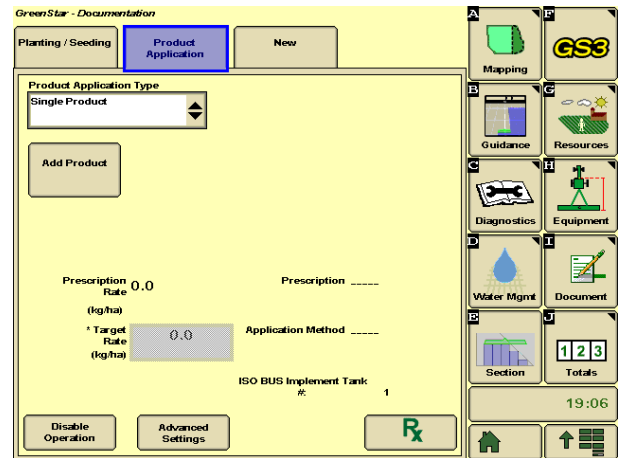 GreenStar - Documentation
Planting / Seeding
Product
Application
New
Product Application Type
Single Product
Add Product
Prescription
Rate
0.0
(kg/ha)
Prescription -----
* Target
Rate
(kg/ha)
0.0
Application Method -----
ISO BUS Implement Tank
#: 1
Disable
Operation
Advanced
Settings
Rx
A
Mapping
F
GS3
B
Guidance
G
Resources
C
Diagnostics
H
Equipment
D
Water Mgmt
I
Document
E
Section
J
1 2 3
Totals
19:06